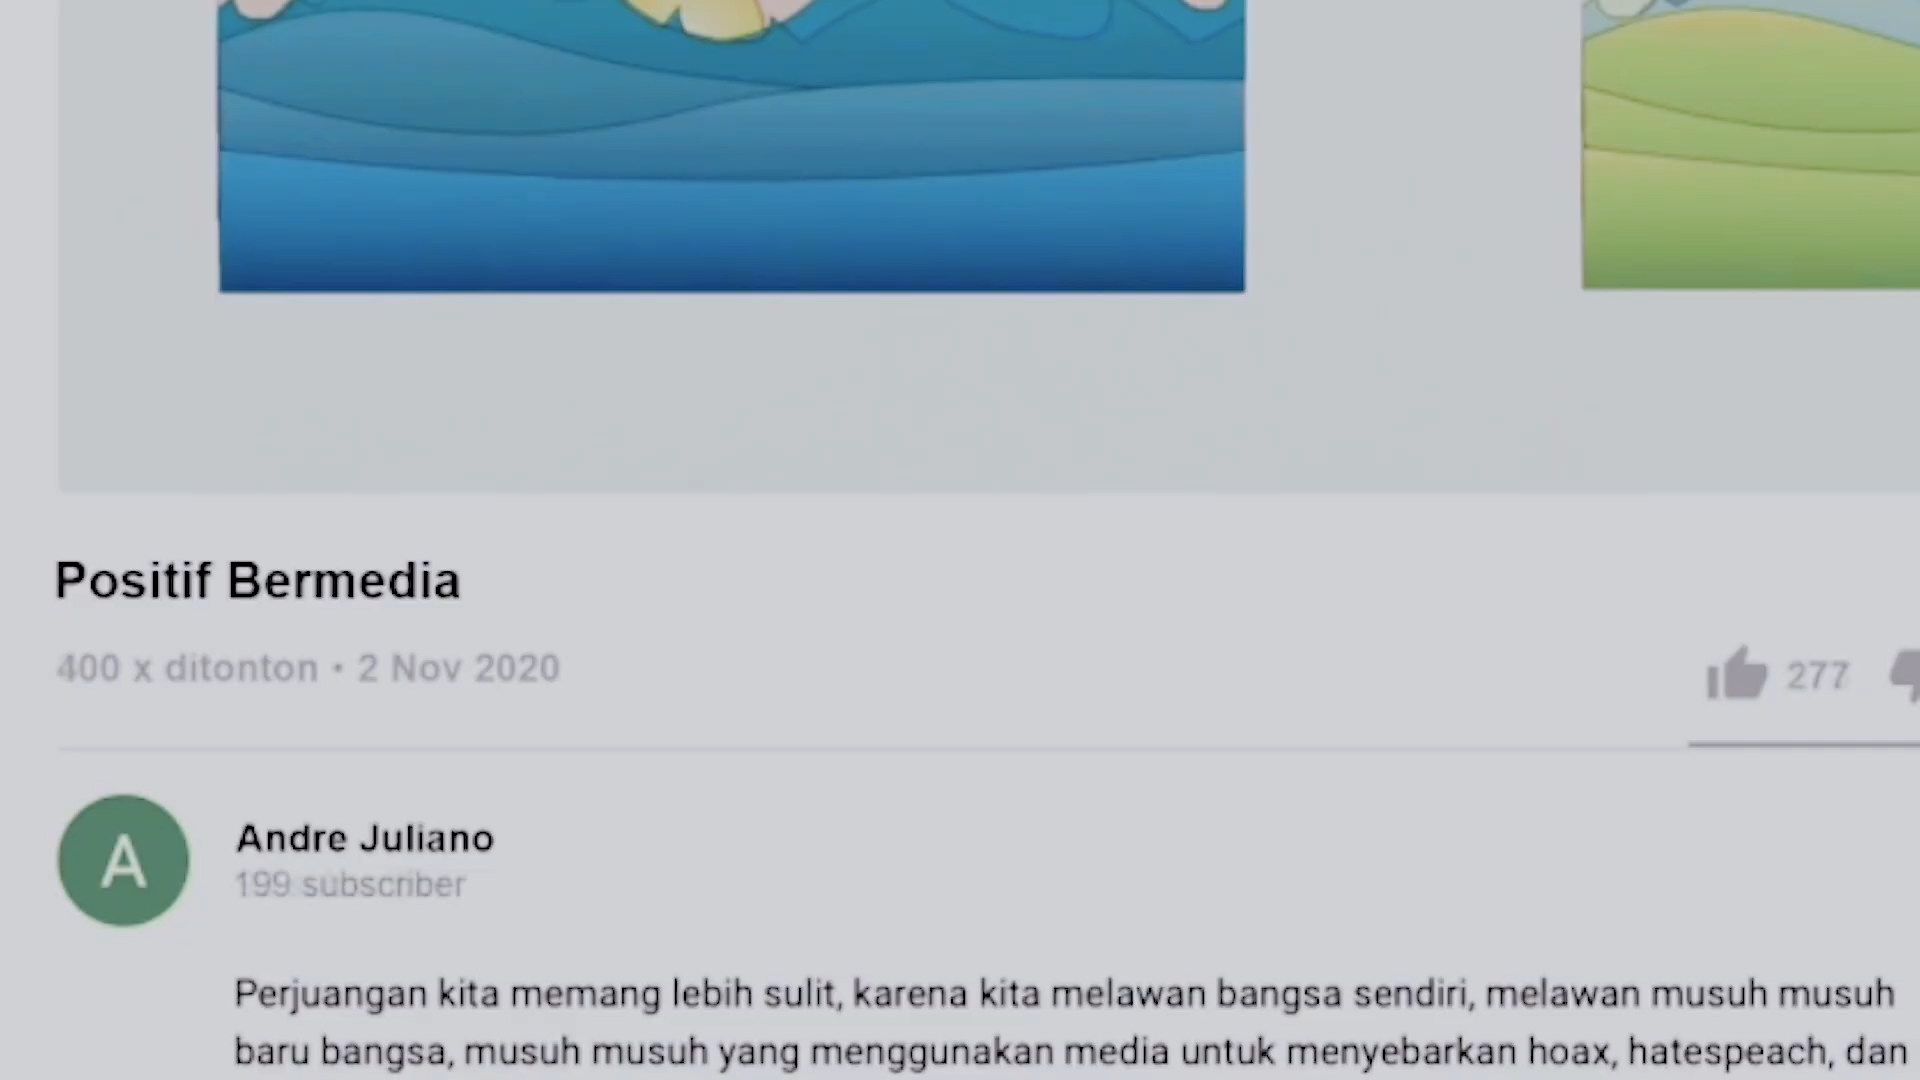 Positif Bermedia
400 x ditonton • 2 Nov 2020
277
A
Andre Juliano
199 subscriber
Perjuangan kita memang lebih sulit, karena kita melawan bangsa sendiri, melawan musuh musuh
baru bangsa, musuh musuh yang menggunakan media untuk menyebarkan hoax, hatespeach, dan